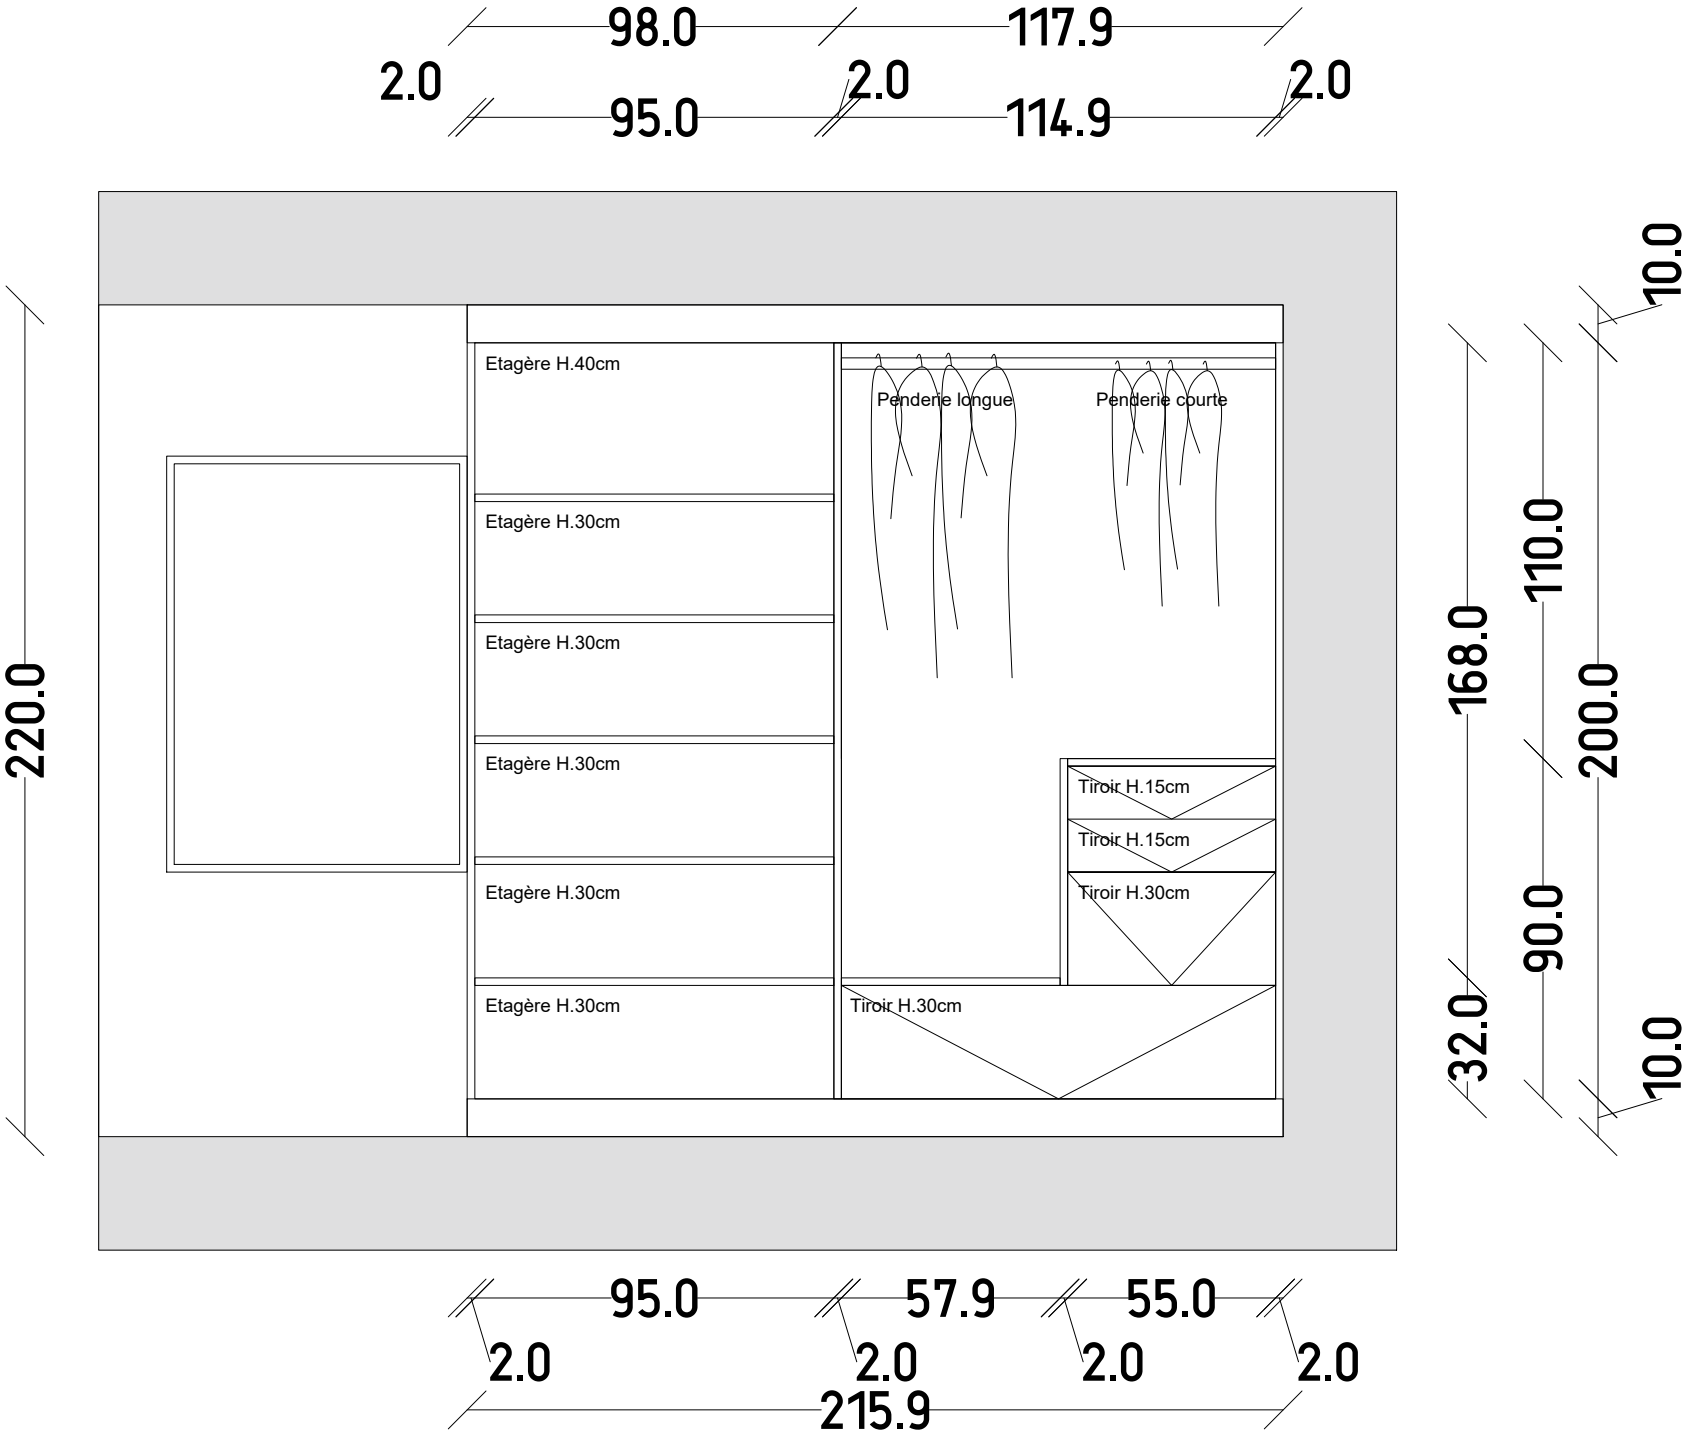 98.0 117.9
2.0 2.0 2.0
95.0 114.9
10.0
Etagère H.40cm
Penderie longue Penderie courte
Etagère H.30cm
110.0
Etagère H.30cm
168.0
220.0
200.0
Etagère H.30cm
Tiroir H.15cm
Tiroir H.15cm
Etagère H.30cm
Tiroir H.30cm
90.0
Etagère H.30cm
Tiroir H.30cm
32.0
10.0
95.0 57.9 55.0
2.0 2.0 2.0 2.0
215.9